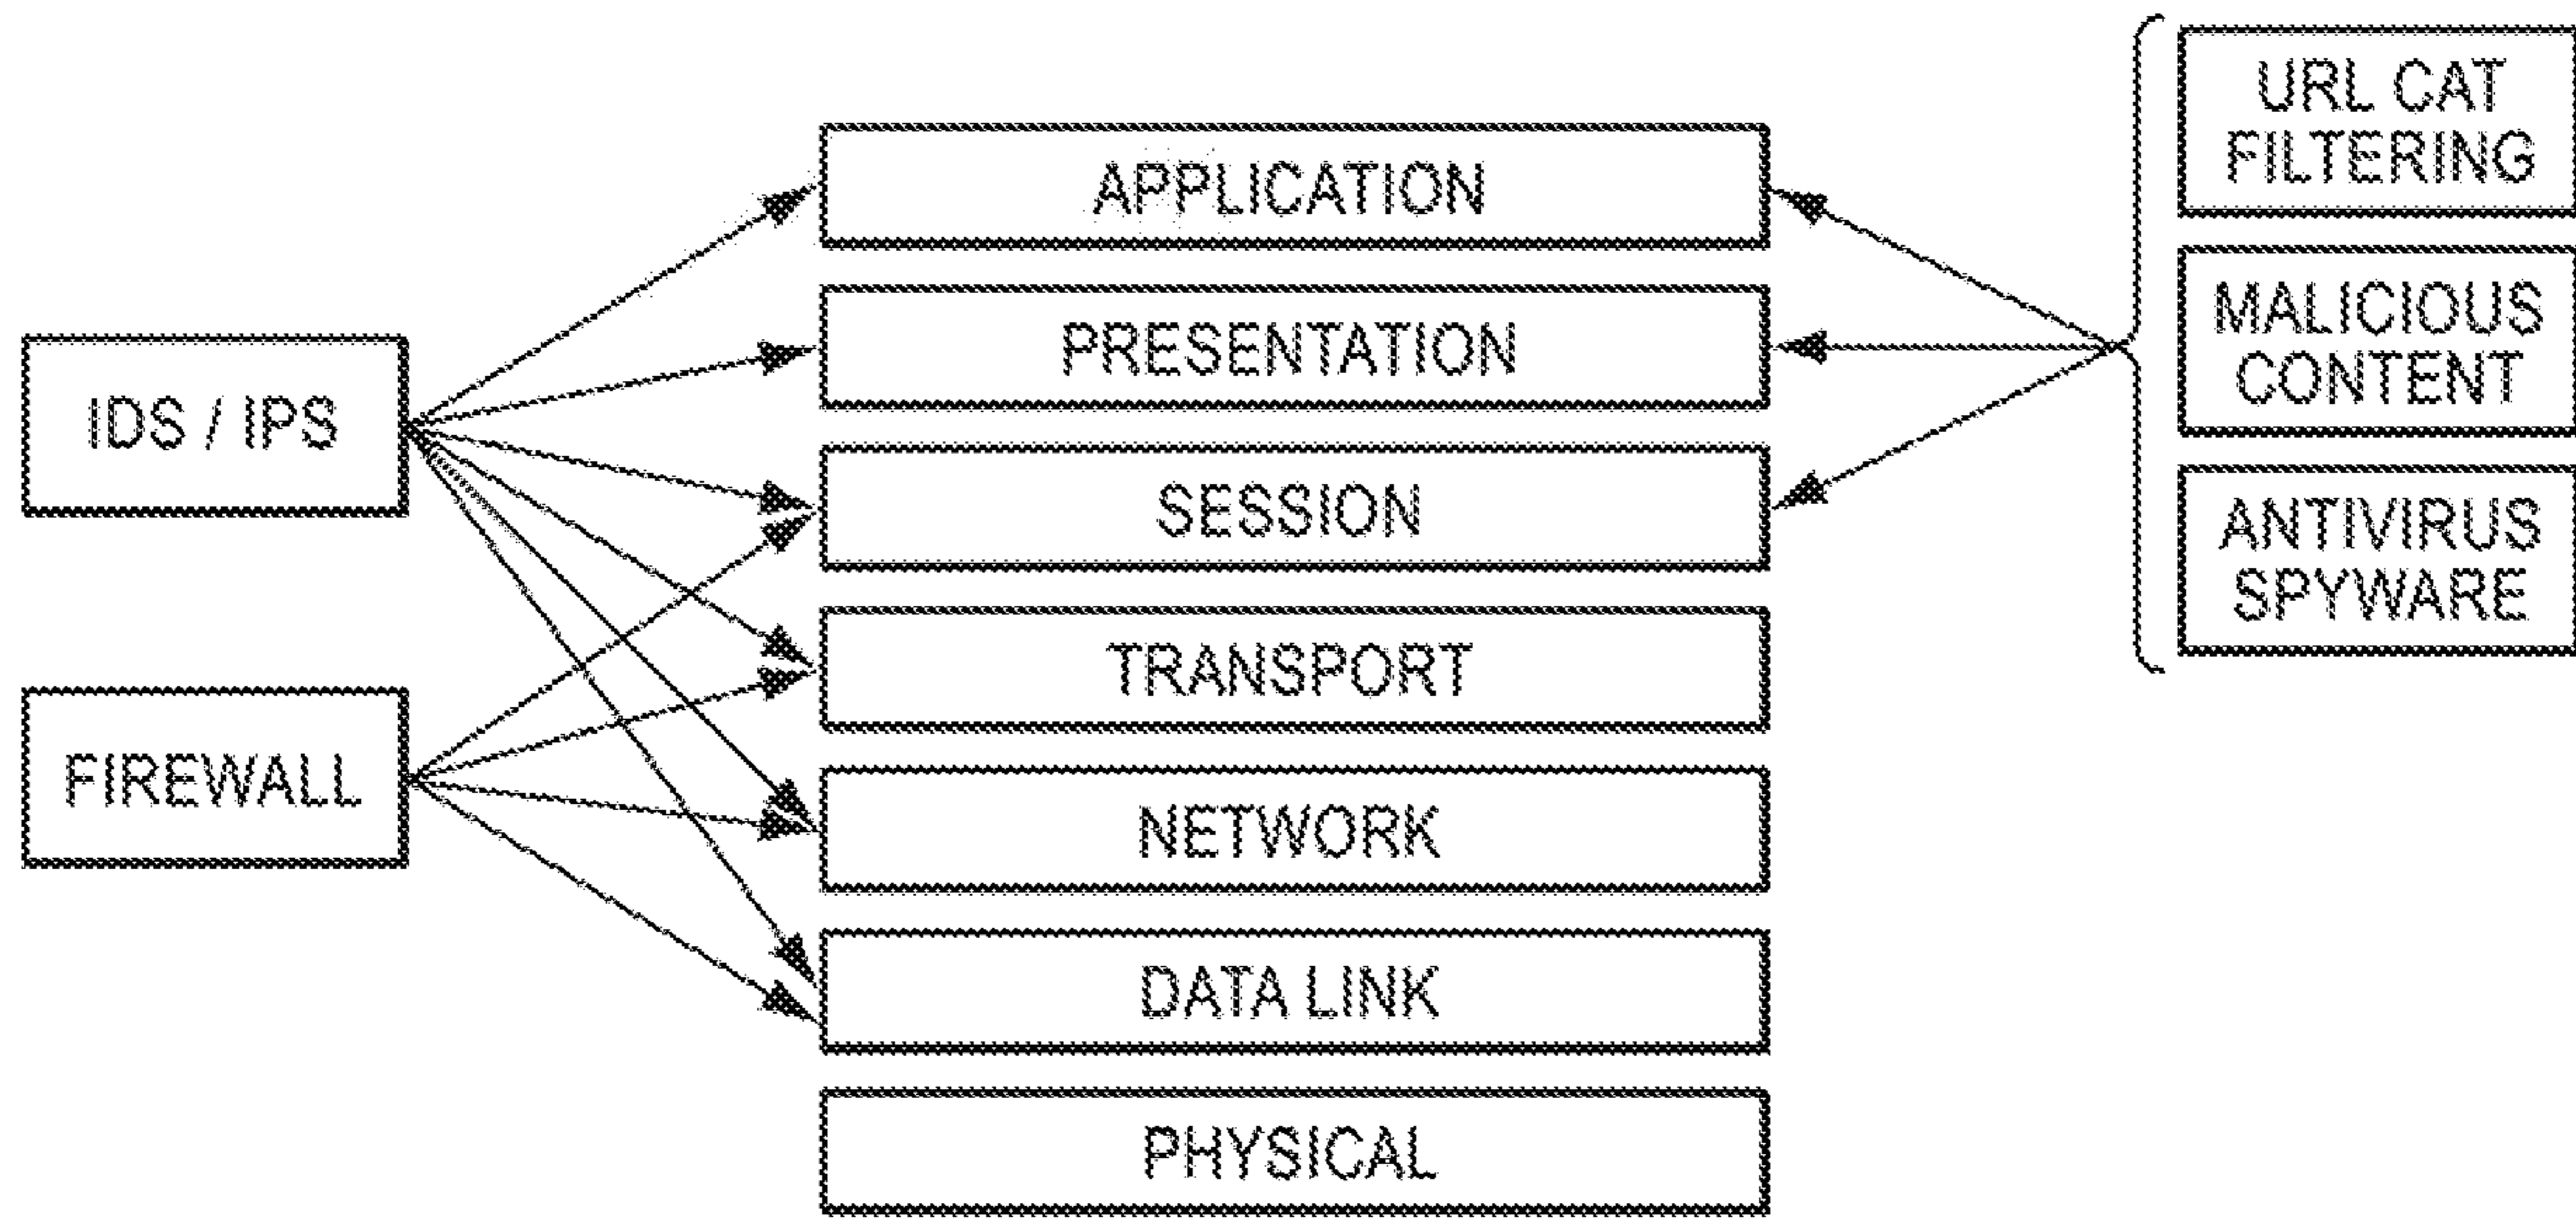 IDS / IPS
FIREWALL
APPLICATION
PRESENTATION
SESSION
TRANSPORT
NETWORK
DATA LINK
PHYSICAL
URL CAT
FILTERING
MALICIOUS
CONTENT
ANTIVIRUS
SPYWARE